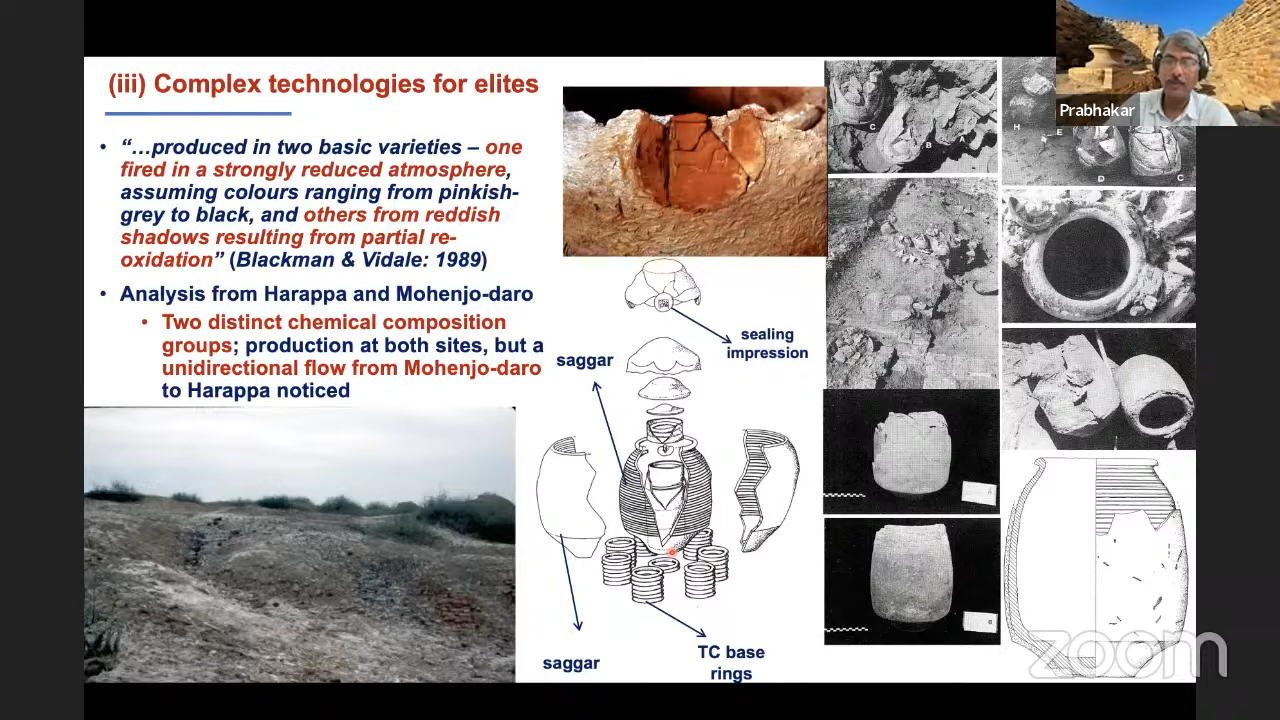 (iii) Complex technologies for elites
• “…produced in two basic varieties – one
fired in a strongly reduced atmosphere,
assuming colours ranging from pinkish-
grey to black, and others from reddish
shadows resulting from partial re-
oxidation” (Blackman & Vidale: 1989)
• Analysis from Harappa and Mohenjo-daro
• Two distinct chemical composition
groups; production at both sites, but a
unidirectional flow from Mohenjo-daro
to Harappa noticed
sealing
impression
saggar
saggar
TC base
rings
C
B
A
H
E
D
C
Prabhakar
zoom